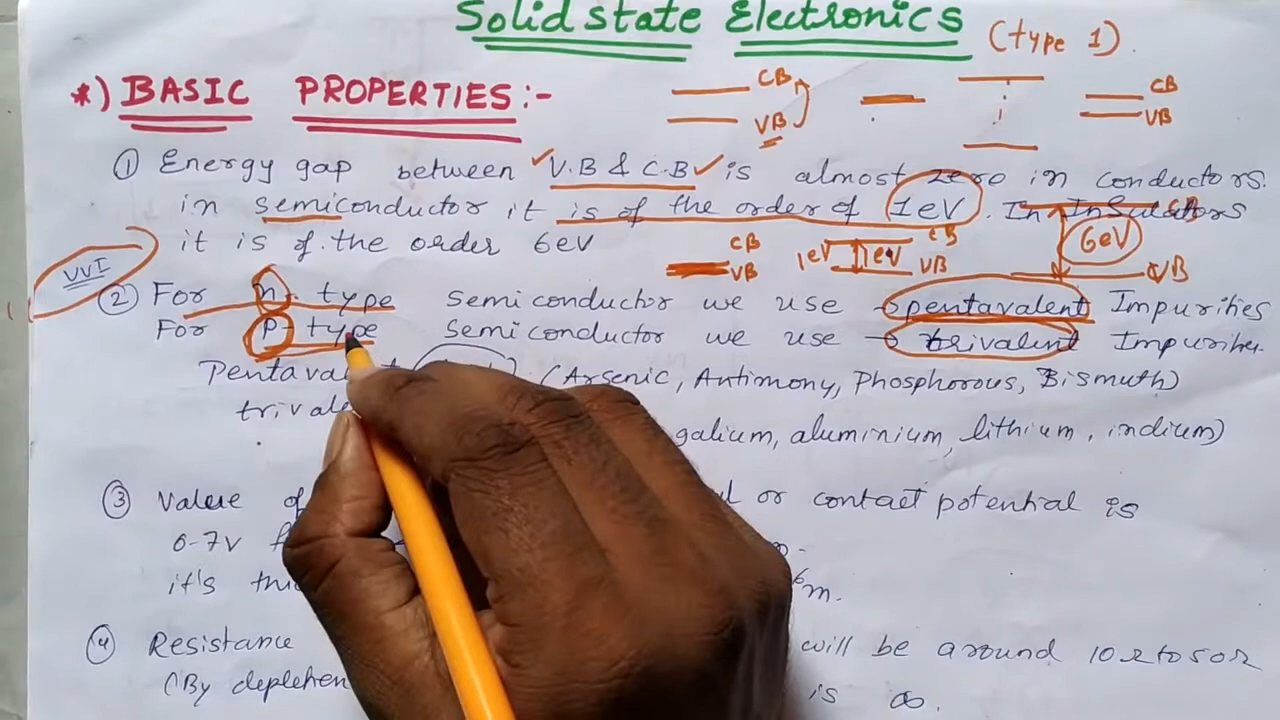 Solid state Electronics (type 1).
*) BASIC PROPERTIES:-
CB
VB
CB
VB
① Energy gap between V.B & C.B is almost zero in conductors.
in semiconductor it is of the order of 1eV. In Insulators
it is of the order 6eV
CB
VB
1eV
1eV
CB
VB
6eV
CB
VB
VVI
② For n-type semiconductor we use → pentavalent Impurities
For P-type semiconductor we use → trivalent Impurities
Pentava (Arsenic, Antimony, Phosphorous, Bismuth)
trival galium, aluminium, lithium, indium)
③ Value of or contact potential is
0.7v
it's m.
④ Resistance will be around 10Ω to 50Ω
(By depleten is ∞.